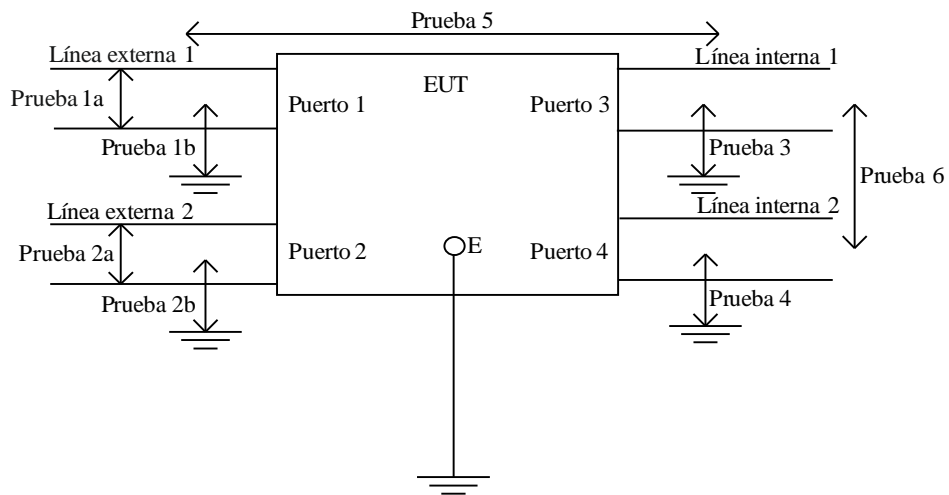 Prueba 5
Línea externa 1
Línea interna 1
Prueba 1a
Puerto 1
EUT
Puerto 3
Prueba 1b
Prueba 3
Prueba 6
Línea externa 2
Línea interna 2
Prueba 2a
Puerto 2
E
Puerto 4
Prueba 2b
Prueba 4